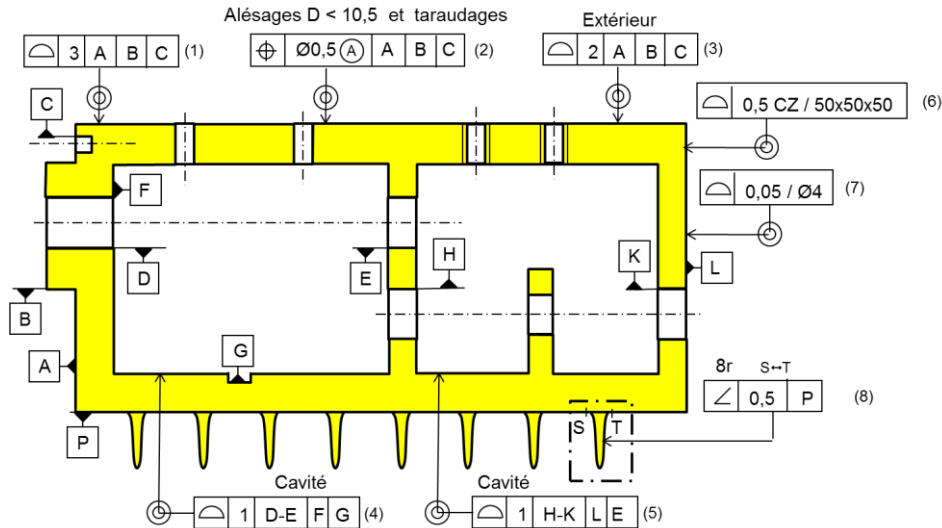 Alésages D < 10,5 et taraudages
Extérieur
⌓ 3 A B C (1)
⌖ Ø0,5 Ⓐ A B C (2)
⌓ 2 A B C (3)
⌓ 0,5 CZ / 50x50x50 (6)
⌓ 0,05 / Ø4 (7)
C
F
D
E
H
K
L
B
A
G
P
8r S↔T
∠ 0,5 P (8)
S T
Cavité
⌓ 1 D-E F G (4)
Cavité
⌓ 1 H-K L E (5)